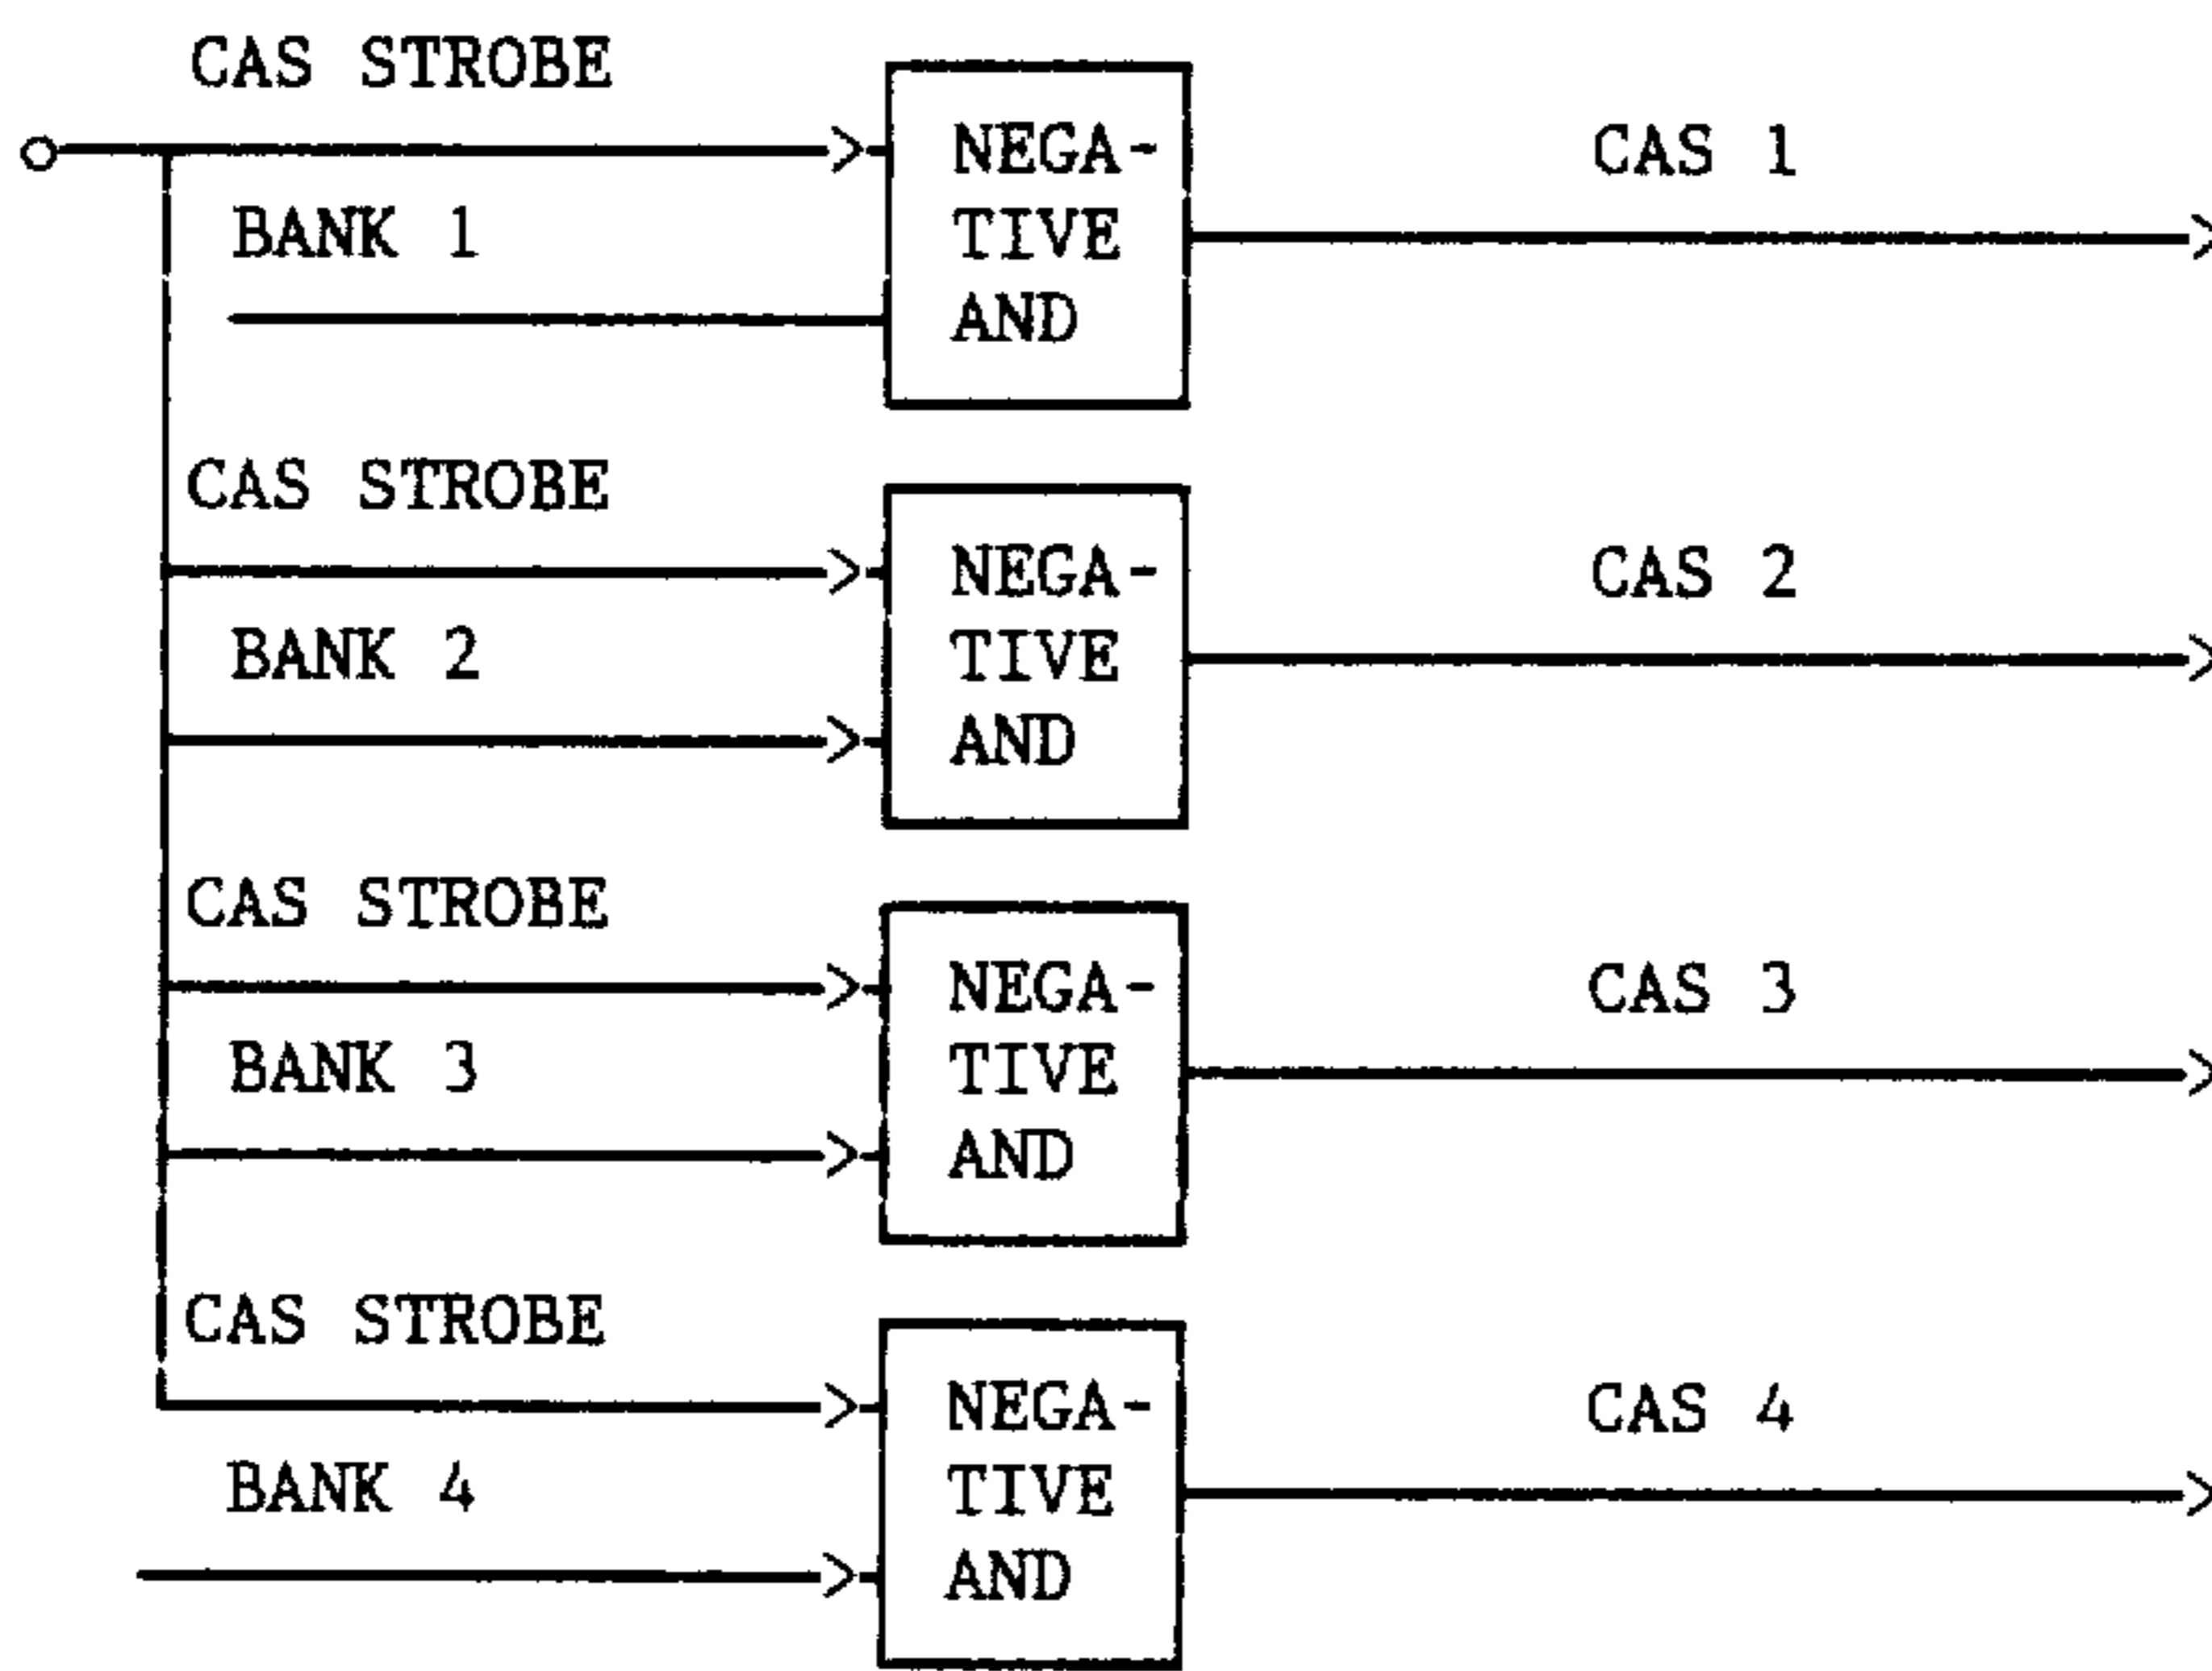 CAS STROBE
NEGA-
CAS 1
BANK 1
TIVE
AND
CAS STROBE
NEGA-
CAS 2
BANK 2
TIVE
AND
CAS STROBE
NEGA-
CAS 3
BANK 3
TIVE
AND
CAS STROBE
NEGA-
CAS 4
BANK 4
TIVE
AND